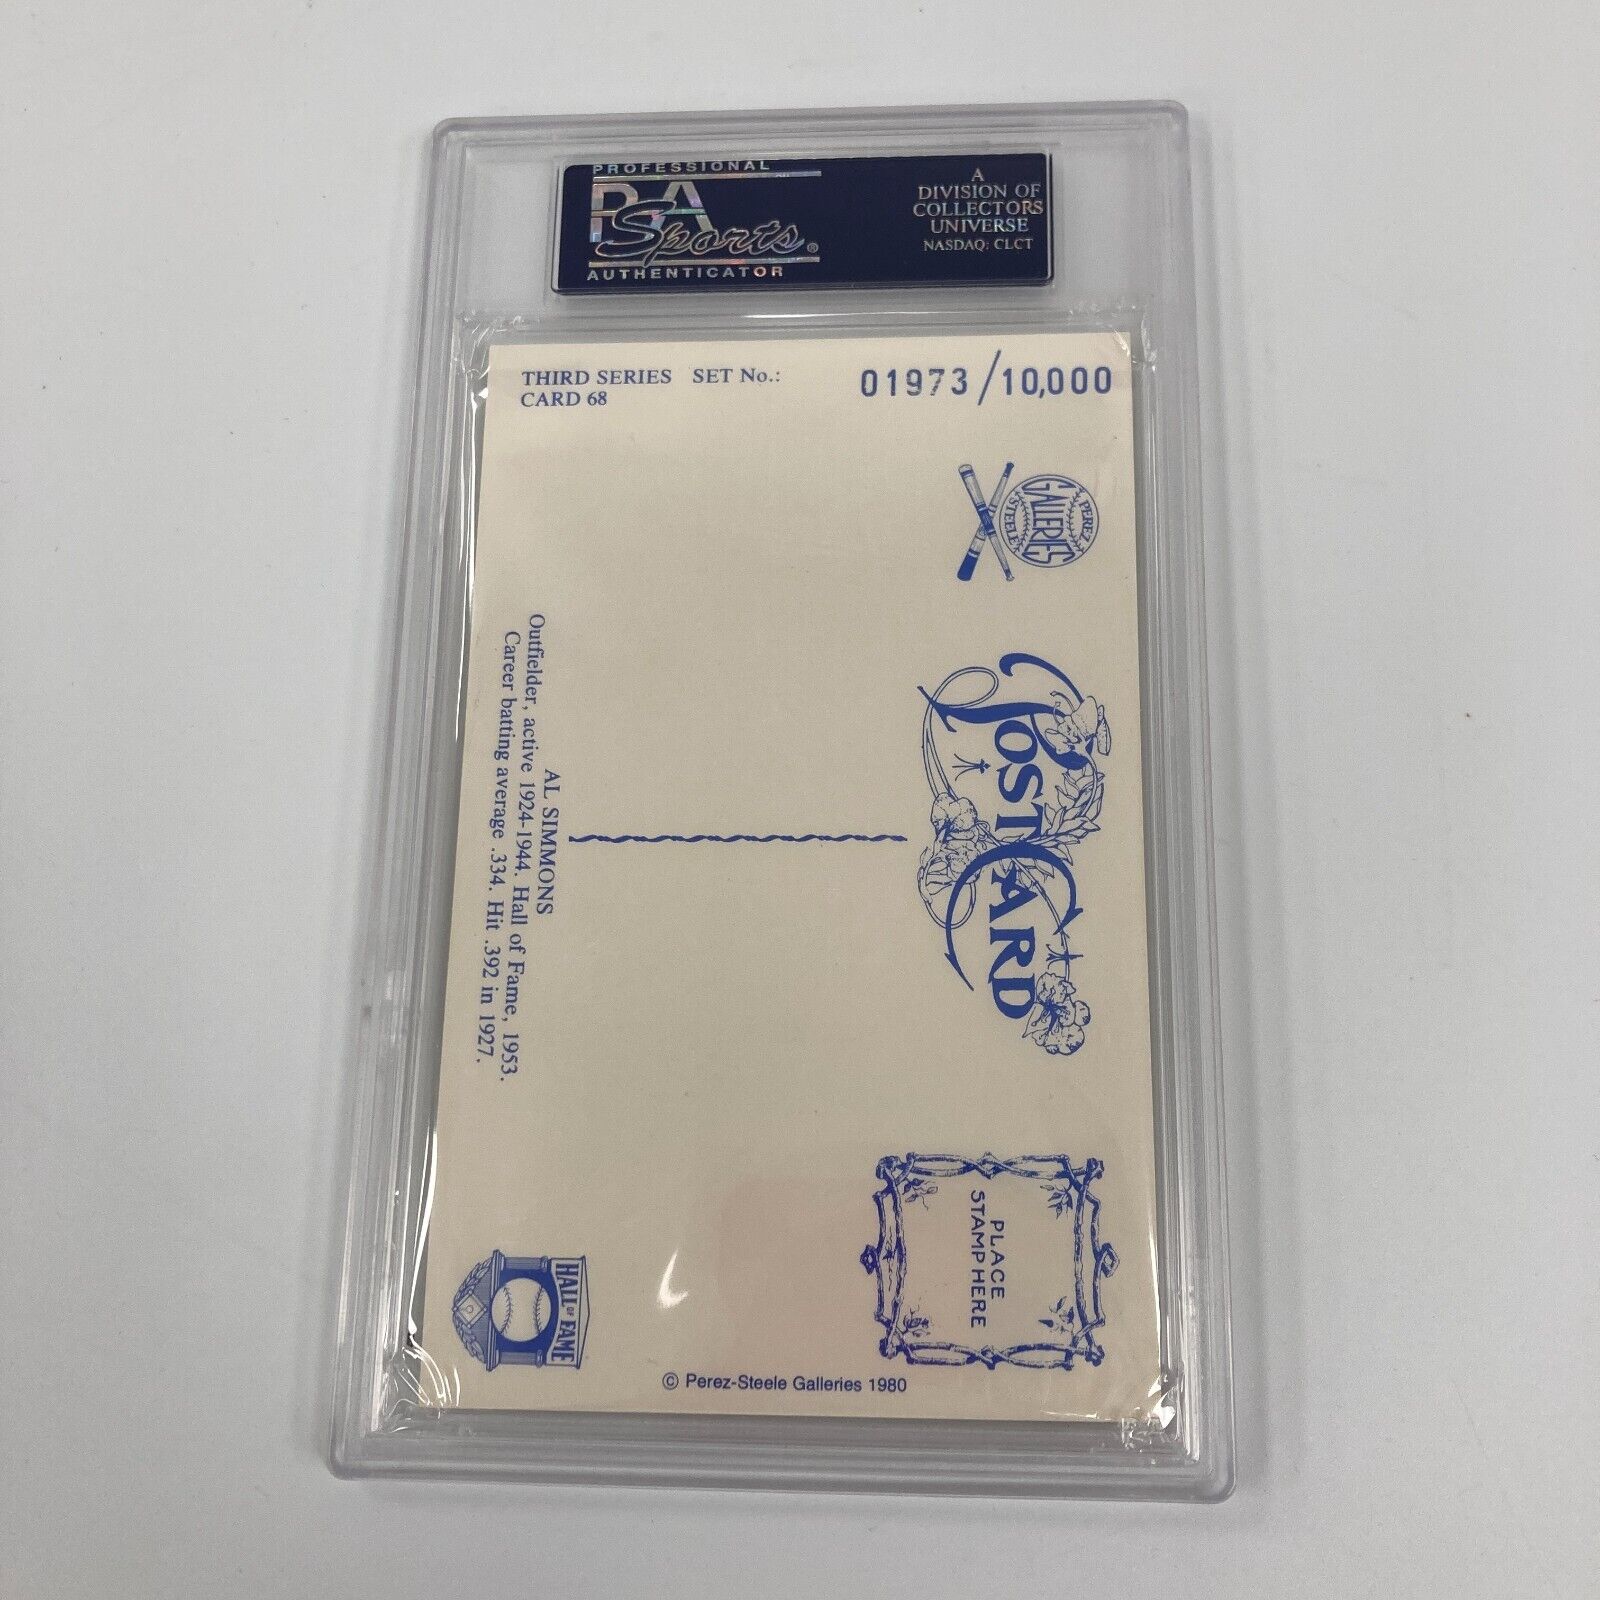 PROFESSIONAL
PSA
Sports®
AUTHENTICATOR
A
DIVISION OF
COLLECTORS
UNIVERSE
NASDAQ: CLCT
THIRD SERIES SET No.: 01973/10,000
CARD 68
PEREZ
GALLERIES
STEELE
POST CARD
AL SIMMONS
Outfielder, active 1924-1944. Hall of Fame, 1953.
Career batting average .334. Hit .392 in 1927.
PLACE
STAMP HERE
HALL OF FAME
© Perez-Steele Galleries 1980